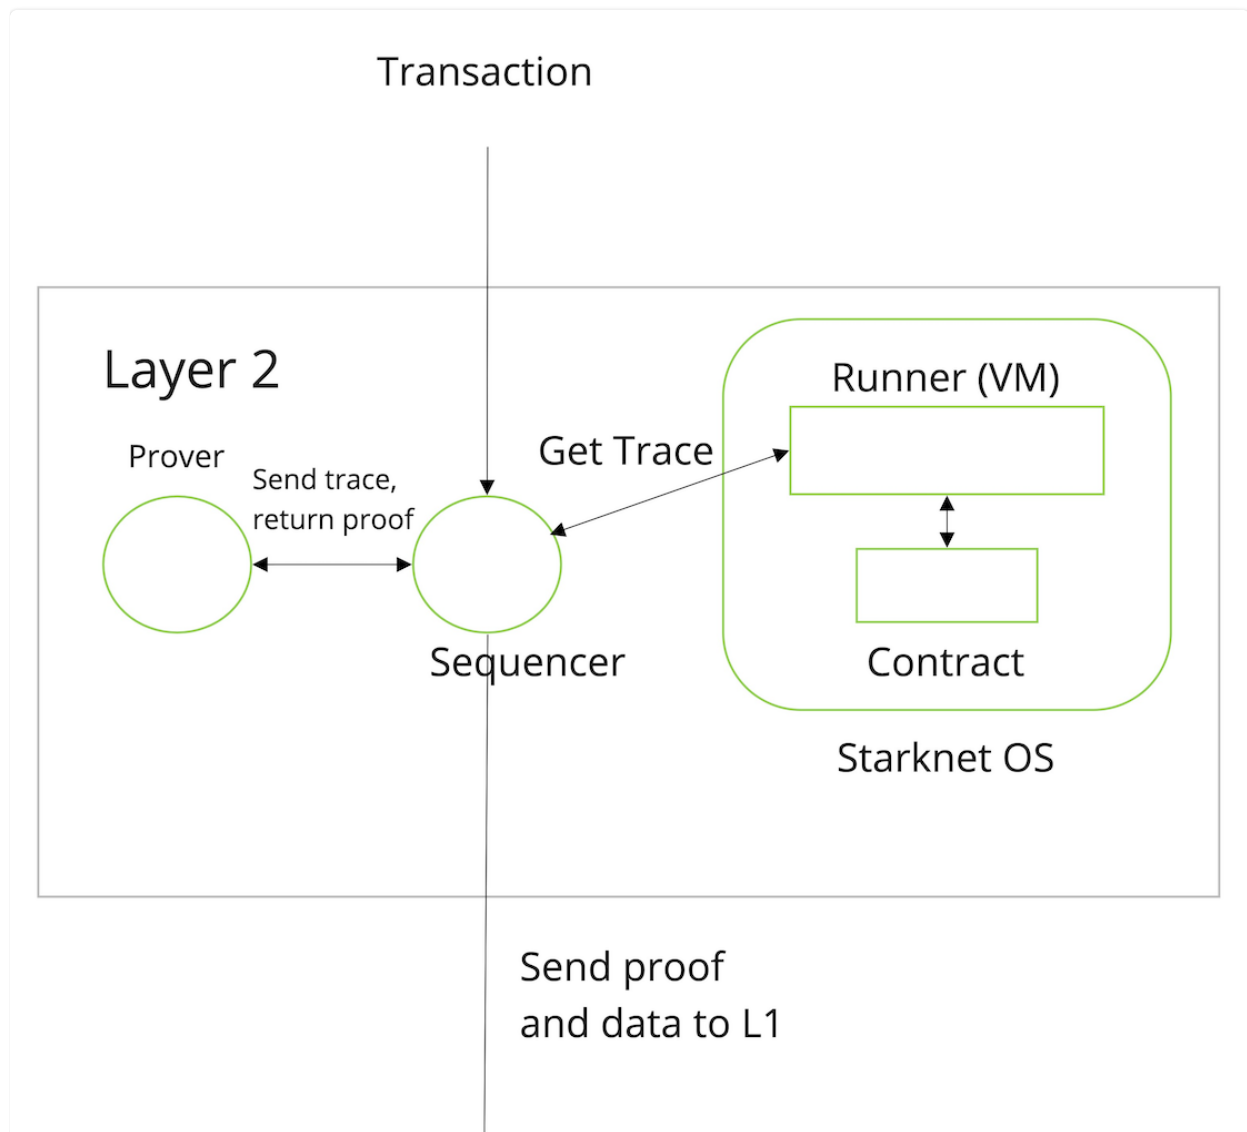 Transaction
Layer 2
Runner (VM)
Prover
Get Trace
Send trace,
return proof
Sequencer
Contract
Starknet OS
Send proof
and data to L1